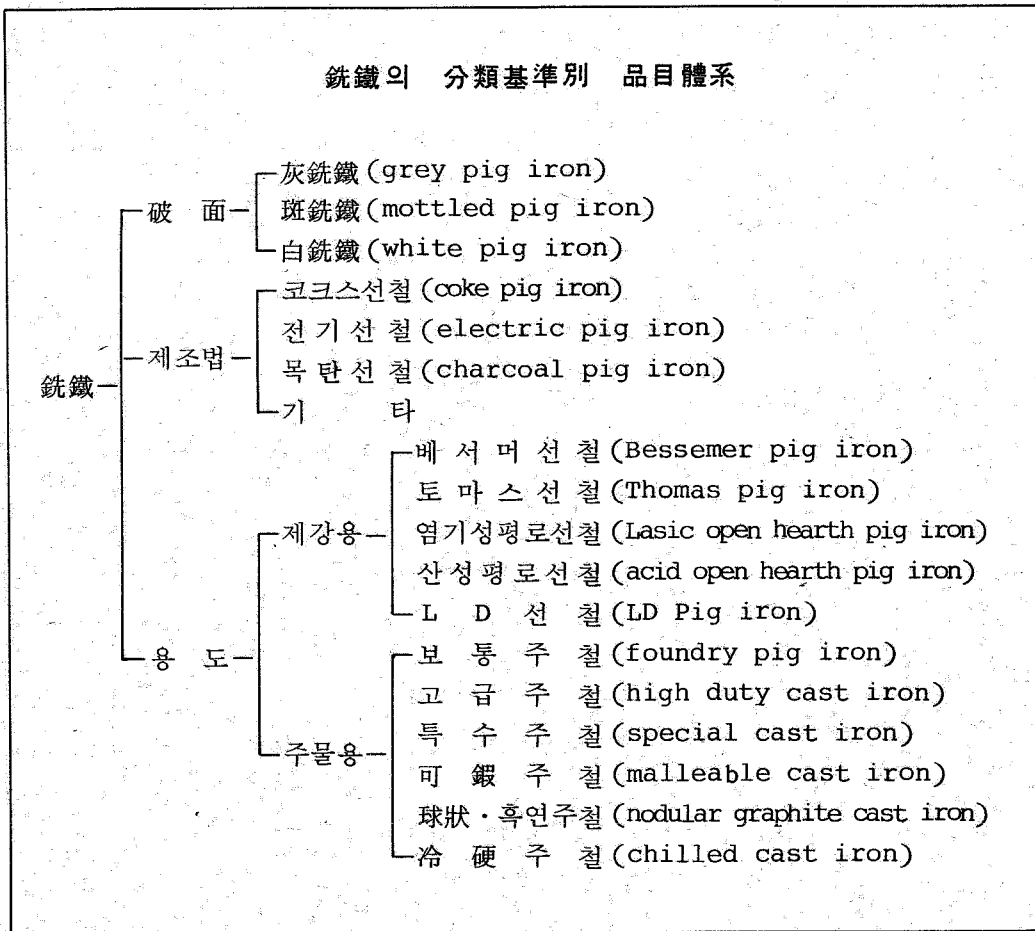 銑鐵의 分類基準別 品目體系
灰銑鐵 (grey pig iron)
破 面
斑銑鐵 (mottled pig iron)
白銑鐵 (white pig iron)
코크스선철 (coke pig iron)
전기선철 (electric pig iron)
제조법
목탄선철 (charcoal pig iron)
銑鐵
기 타
베서머선철 (Bessemer pig iron)
토마스선철 (Thomas pig iron)
제강용
염기성평로선철 (Lasic open hearth pig iron)
산성평로선철 (acid open hearth pig iron)
L D 선철 (LD Pig iron)
용 도
보통주철 (foundry pig iron)
고급주철 (high duty cast iron)
특수주철 (special cast iron)
주물용
可鍛주철 (malleable cast iron)
球狀·흑연주철 (nodular graphite cast iron)
冷硬주철 (chilled cast iron)